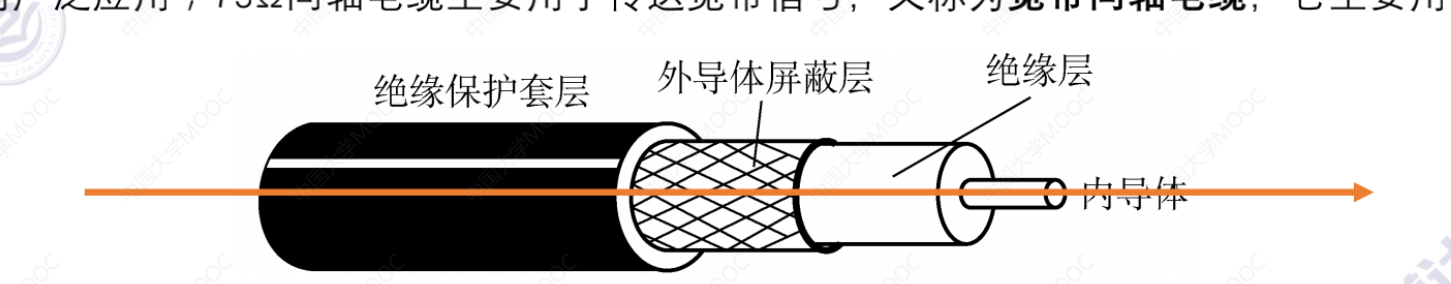 泛应用；75Ω同轴电缆主要用于传送宽带信号，又称为宽带同轴电缆，它主要用
绝缘保护套层
外导体屏蔽层
绝缘层
内导体
中国大学MOOC